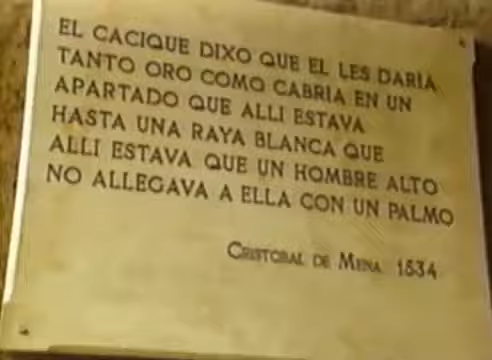 EL CACIQUE DIXO QUE EL LES DARIA
TANTO ORO COMO CABRIA EN UN
APARTADO QUE ALLI ESTAVA
HASTA UNA RAYA BLANCA QUE
ALLI ESTAVA QUE UN HOMBRE ALTO
NO ALLEGAVA A ELLA CON UN PALMO
CRISTOBAL DE MENA 1534